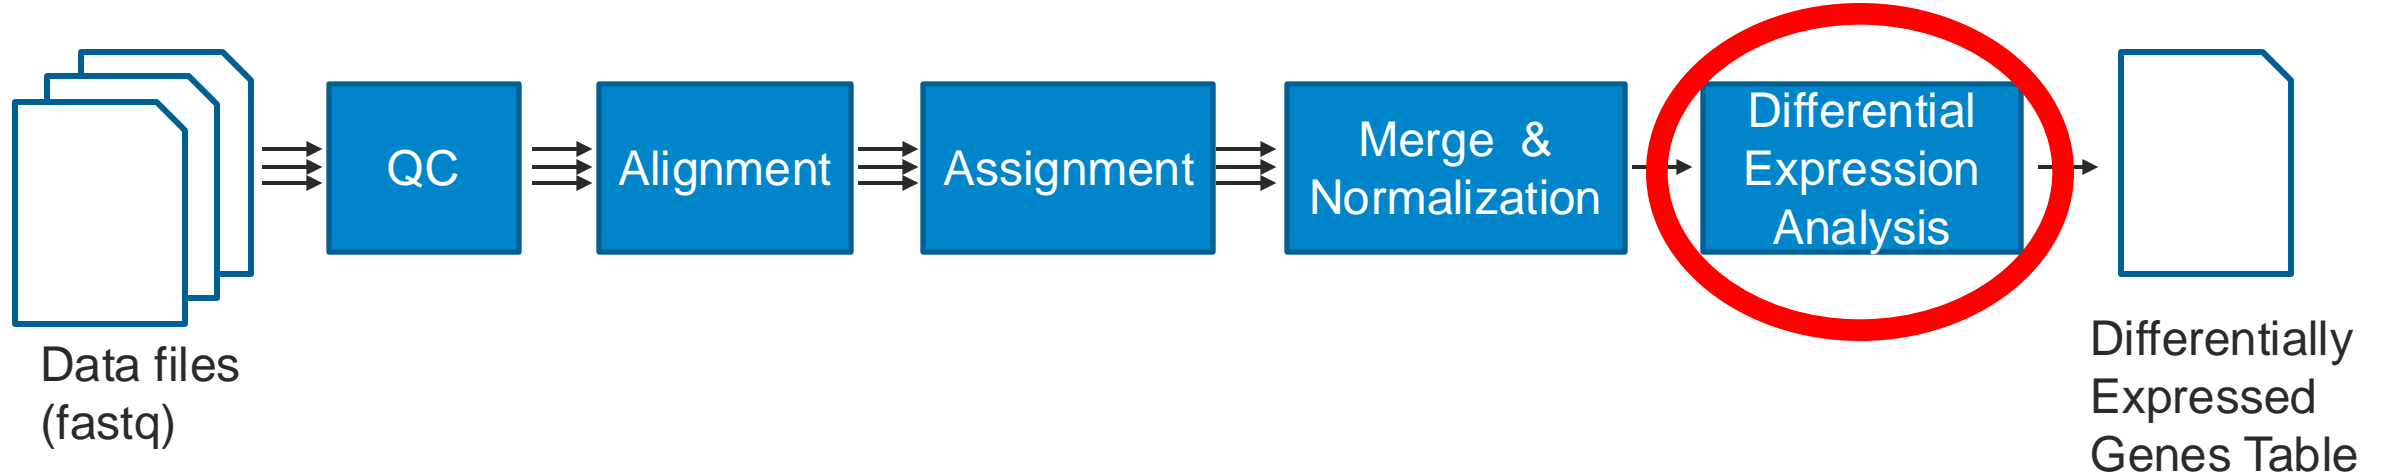 Data files
(fastq)
QC
Alignment
Assignment
Merge & 
Normalization
Differential
Expression
Analysis
Differentially
Expressed
Genes Table